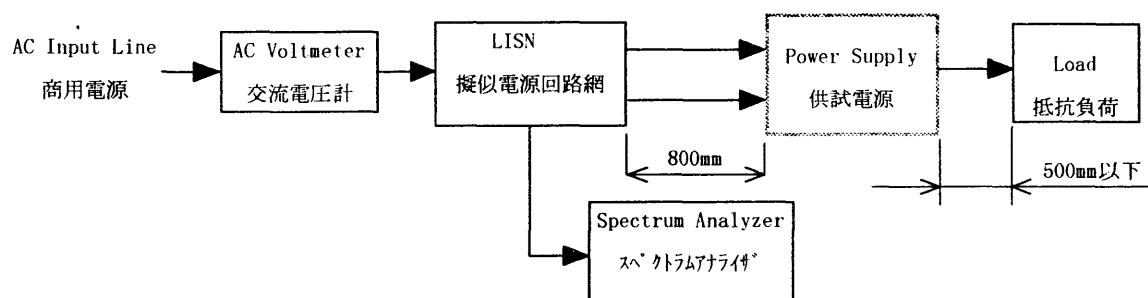 AC Input Line
商用電源
AC Voltmeter
交流電圧計
LISN
擬似電源回路網
Power Supply
供試電源
Load
抵抗負荷
800mm
500mm以下
Spectrum Analyzer
ｽﾍﾟｸﾄﾗﾑｱﾅﾗｲｻﾞ